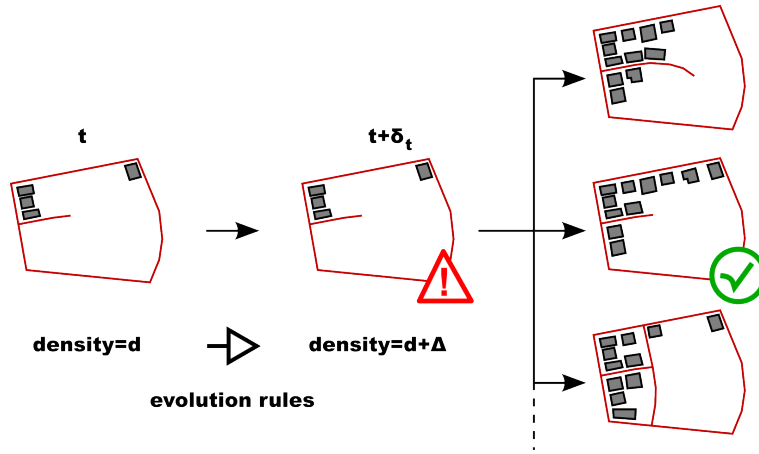 t
t+δt
!
density=d
density=d+Δ
evolution rules